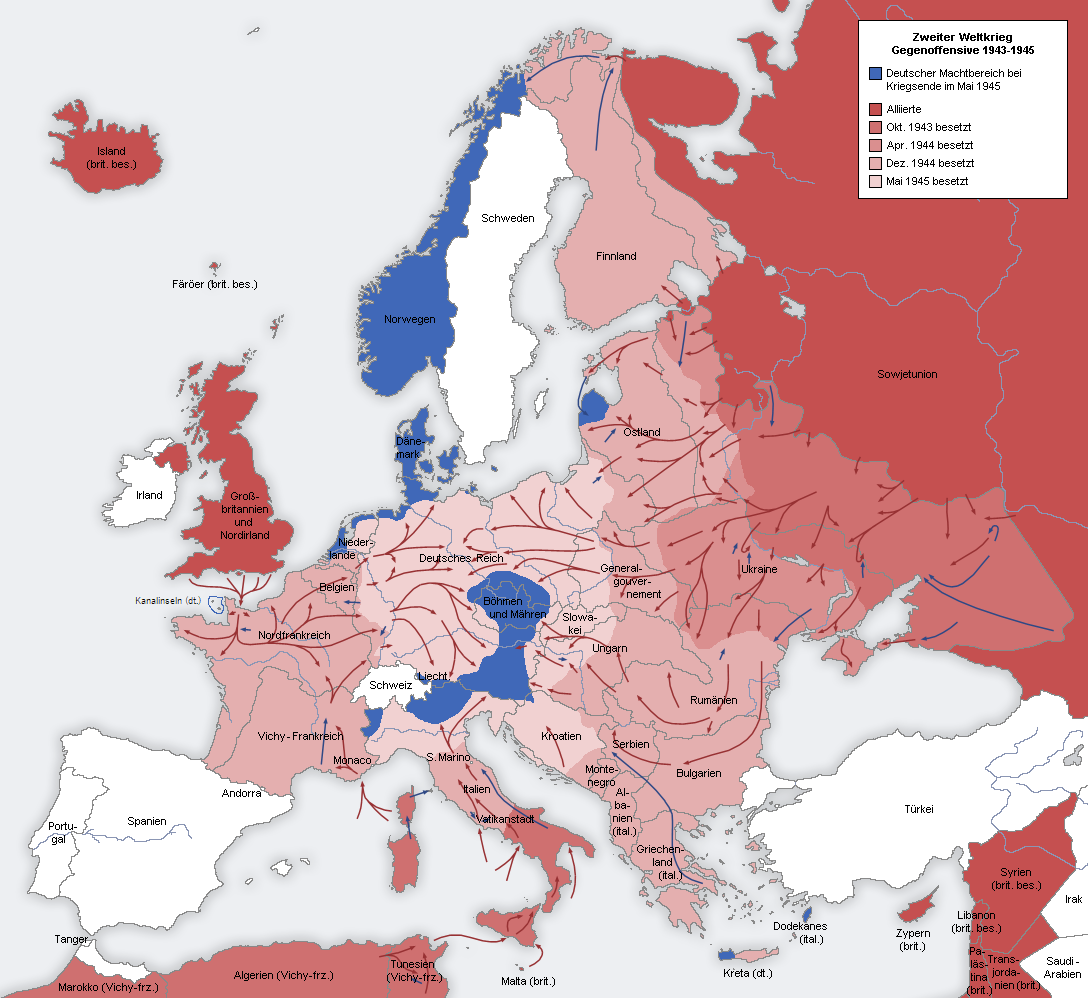 Zweiter Weltkrieg
Gegenoffensive 1943-1945
Deutscher Machtbereich bei
Kriegsende im Mai 1945
Alliierte
Okt. 1943 besetzt
Apr. 1944 besetzt
Dez. 1944 besetzt
Mai 1945 besetzt
Island
(brit. bes.)
Schweden
Finnland
Färöer (brit. bes.)
Norwegen
Sowjetunion
Däne-
mark
Ostland
Irland
Groß-
britannien
und
Nordirland
Nieder-
lande
Deutsches Reich
General-
gouver-
nement
Ukraine
Belgien
Kanalinseln (dt.)
Böhmen
und Mähren
Slowa-
kei
Nordfrankreich
Ungarn
Liecht.
Schweiz
Rumänien
Vichy-Frankreich
Kroatien
Serbien
Monaco
S. Marino
Monte-
negro
Bulgarien
Andorra
Italien
Al-
ba-
nien
(ital.)
Vatikanstadt
Türkei
Portu-
gal
Spanien
Griechen-
land
(ital.)
Syrien
(brit. bes.)
Irak
Libanon
(brit. bes.)
Zypern
(brit.)
Dodekanes
(ital.)
Tanger
Kreta (dt.)
Malta (brit.)
Marokko (Vichy-frz.)
Algerien (Vichy-frz.)
Tunesien
(Vichy-frz.)
Pa-
läs-
tina
(brit.)
Trans-
jorda-
nien (brit.)
Saudi-
Arabien